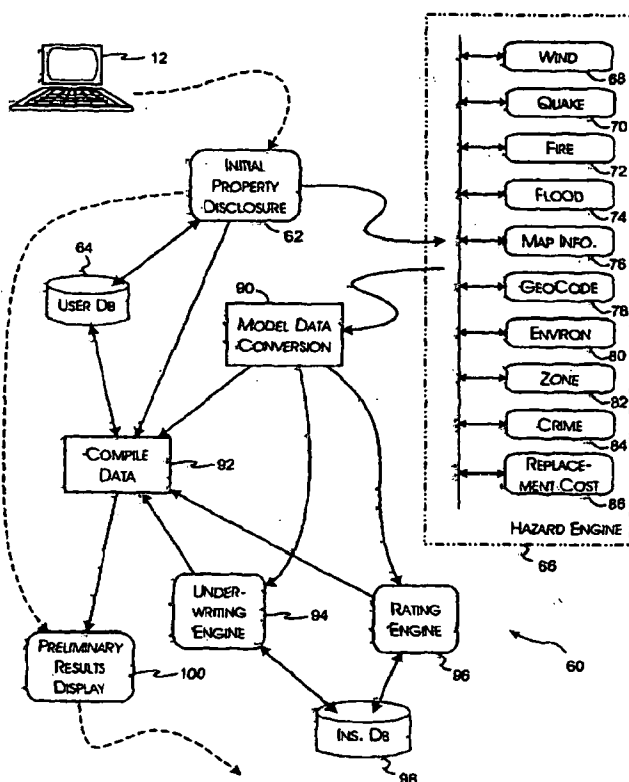 12
INITIAL
PROPERTY
DISCLOSURE
62
64
USER DB
90
MODEL DATA
CONVERSION
COMPILE
DATA
92
UNDER-
WRITING
ENGINE
94
RATING
ENGINE
96
PRELIMINARY
RESULTS
DISPLAY
100
INS. DB
98
60
WIND
68
QUAKE
70
FIRE
72
FLOOD
74
MAP INFO.
76
GEOCODE
78
ENVIRON
80
ZONE
82
CRIME
84
REPLACE-
MENT COST
86
HAZARD ENGINE
66